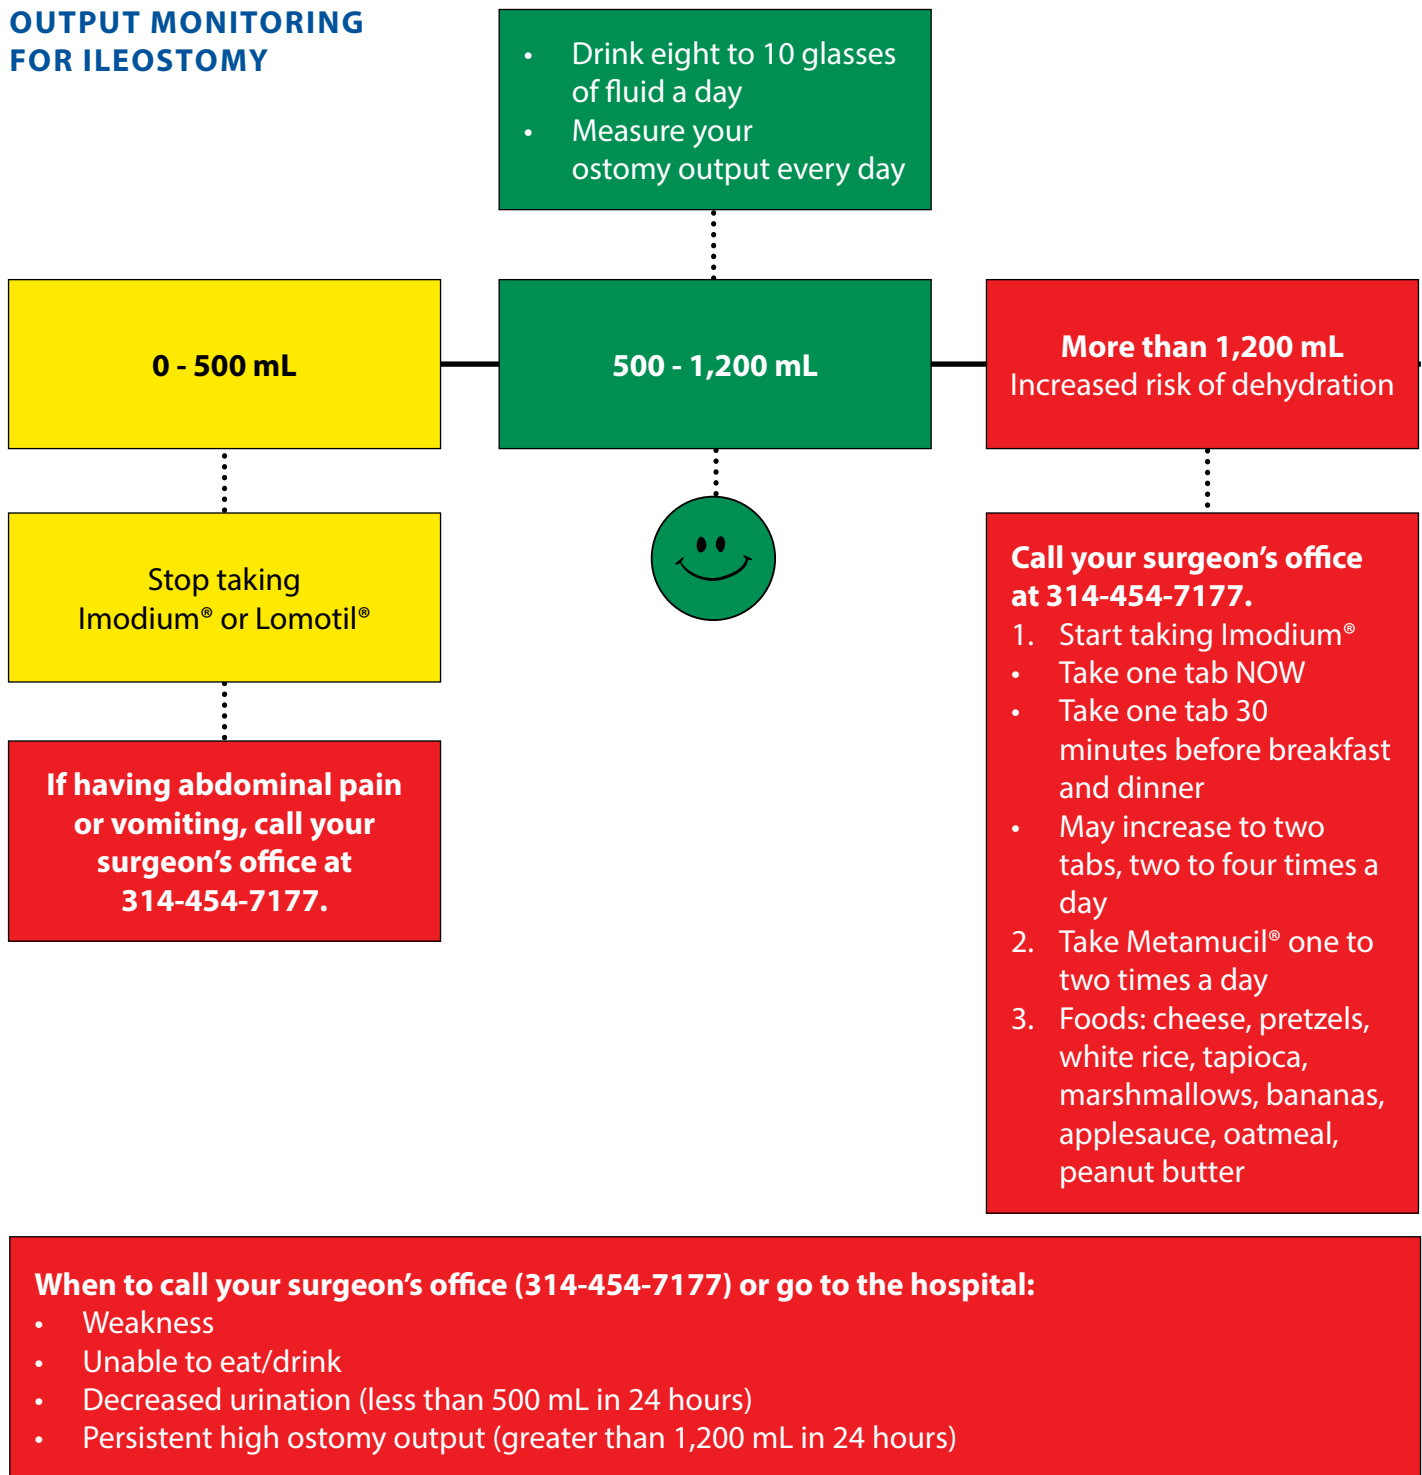 OUTPUT MONITORING
FOR ILEOSTOMY
• Drink eight to 10 glasses
of fluid a day
• Measure your
ostomy output every day
0 - 500 mL
500 - 1,200 mL
More than 1,200 mL
Increased risk of dehydration
Stop taking
Imodium® or Lomotil®
If having abdominal pain
or vomiting, call your
surgeon’s office at
314-454-7177.
Call your surgeon’s office
at 314-454-7177.
1. Start taking Imodium®
• Take one tab NOW
• Take one tab 30
minutes before breakfast
and dinner
• May increase to two
tabs, two to four times a
day
2. Take Metamucil® one to
two times a day
3. Foods: cheese, pretzels,
white rice, tapioca,
marshmallows, bananas,
applesauce, oatmeal,
peanut butter
When to call your surgeon’s office (314-454-7177) or go to the hospital:
• Weakness
• Unable to eat/drink
• Decreased urination (less than 500 mL in 24 hours)
• Persistent high ostomy output (greater than 1,200 mL in 24 hours)